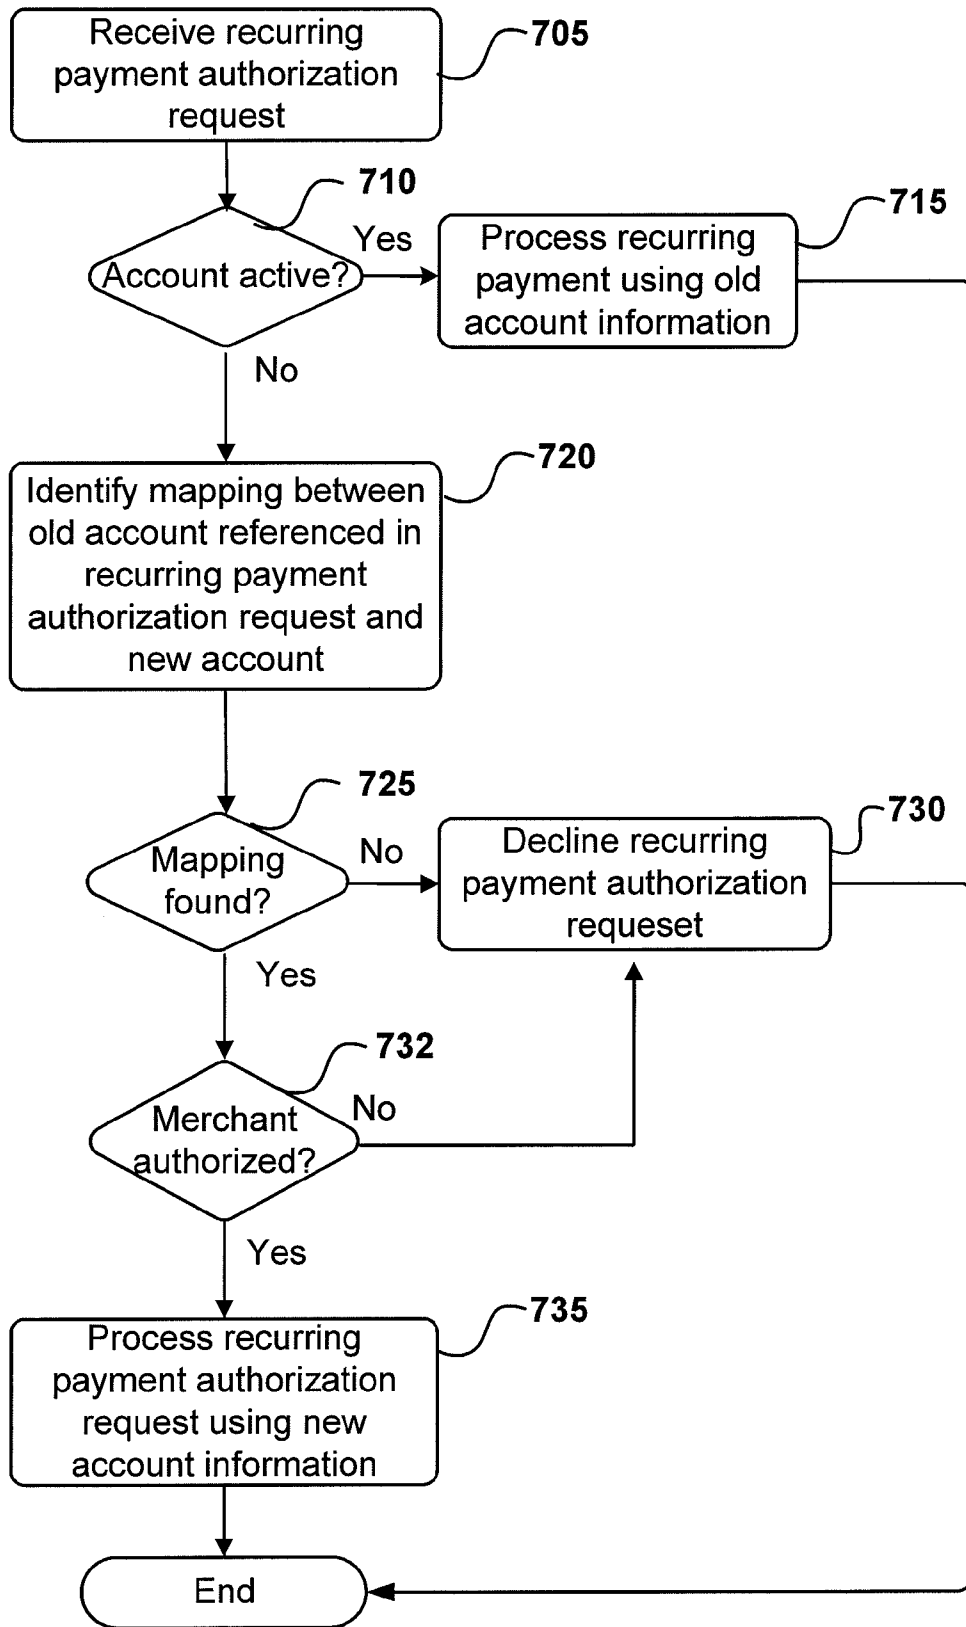 Receive recurring
payment authorization
request
705
710
Account active?
Yes
Process recurring
payment using old
account information
715
No
Identify mapping between
old account referenced in
recurring payment
authorization request and
new account
720
725
Mapping
found?
No
Decline recurring
payment authorization
requeset
730
Yes
732
Merchant
authorized?
No
Yes
Process recurring
payment authorization
request using new
account information
735
End